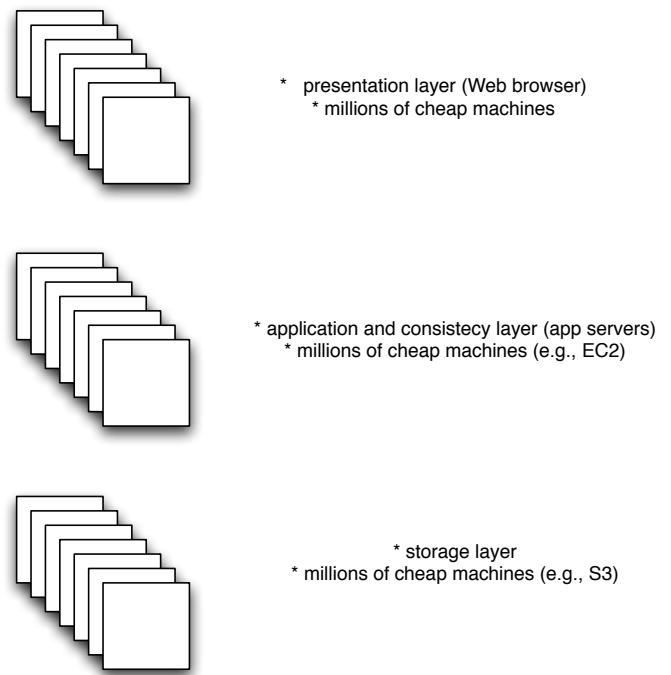 * presentation layer (Web browser)
* millions of cheap machines
* application and consistecy layer (app servers)
* millions of cheap machines (e.g., EC2)
* storage layer
* millions of cheap machines (e.g., S3)